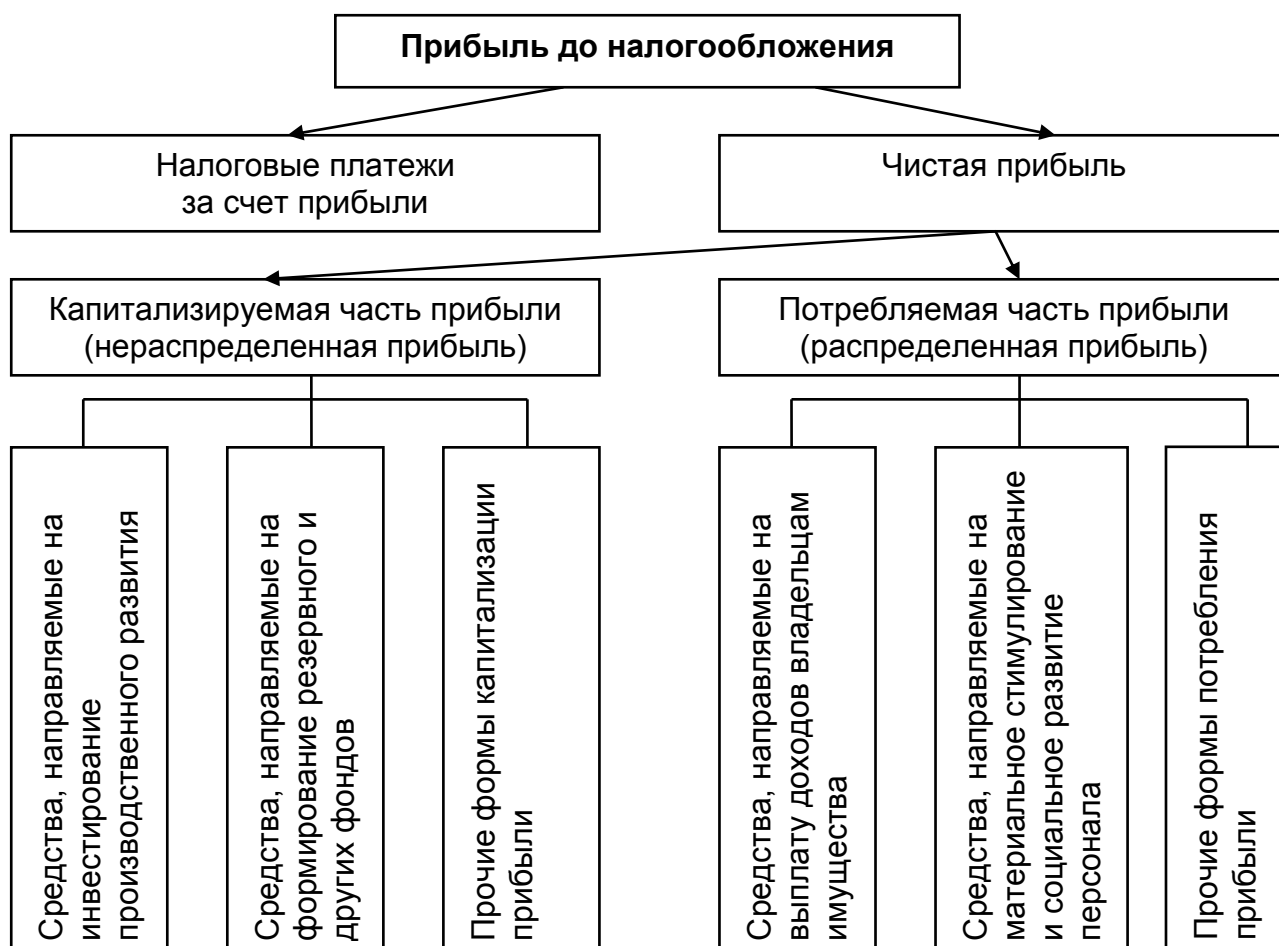 Прибыль до налогообложения
Налоговые платежи
за счет прибыли
Чистая прибыль
Капитализируемая часть прибыли
(нераспределенная прибыль)
Потребляемая часть прибыли
(распределенная прибыль)
Средства, направляемые на
инвестирование
производственного развития
Средства, направляемые на
формирование резервного и
других фондов
Прочие формы капитализации
прибыли
Средства, направляемые на
выплату доходов владельцам
имущества
Средства, направляемые на
материальное стимулирование
и социальное развитие
персонала
Прочие формы потребления
прибыли